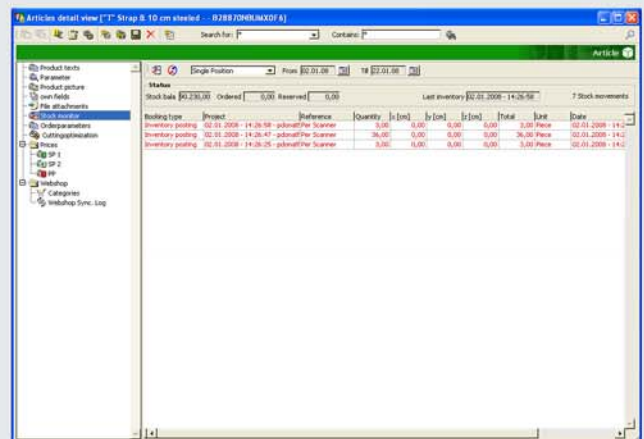 Articles detail view ["T" Strap B. 10 cm steeled - - B28870MBUMXOF6]
Search for: * Contains: *
Article
Product texts
Parameter
Product picture
own fields
File attachments
Stock monitor
Orderparameters
Cuttingoptimization
Prices
SP 1
SP 2
PP
Webshop
Categories
Webshop Sync. Log
Single Position From 02.01.08 Till 22.01.08
Status
Stock bala 90.230,00 Ordered 0,00 Reserved 0,00 Last inventory 02.01.2008 - 14:26:58 7 Stock movements
Booking type Project Reference Quantity x [cm] y [cm] z [cm] Total Unit Date
Inventory posting 02.01.2008 - 14:26:58 - Per Scanner 3,00 0,00 0,00 0,00 3,00 Piece 02.01.2008 - 14:2
Inventory posting 02.01.2008 - 14:26:47 - Per Scanner 36,00 0,00 0,00 0,00 36,00 Piece 02.01.2008 - 14:2
Inventory posting 02.01.2008 - 14:26:25 - Per Scanner 3,00 0,00 0,00 0,00 3,00 Piece 02.01.2008 - 14:2